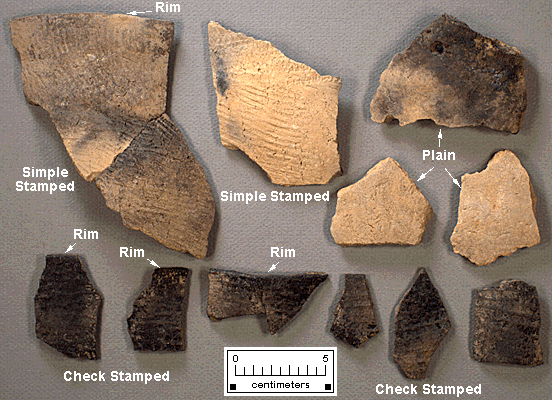 Rim
Simple
Stamped
Simple Stamped
Plain
Rim
Rim
Rim
Check Stamped
0 5
centimeters
Check Stamped